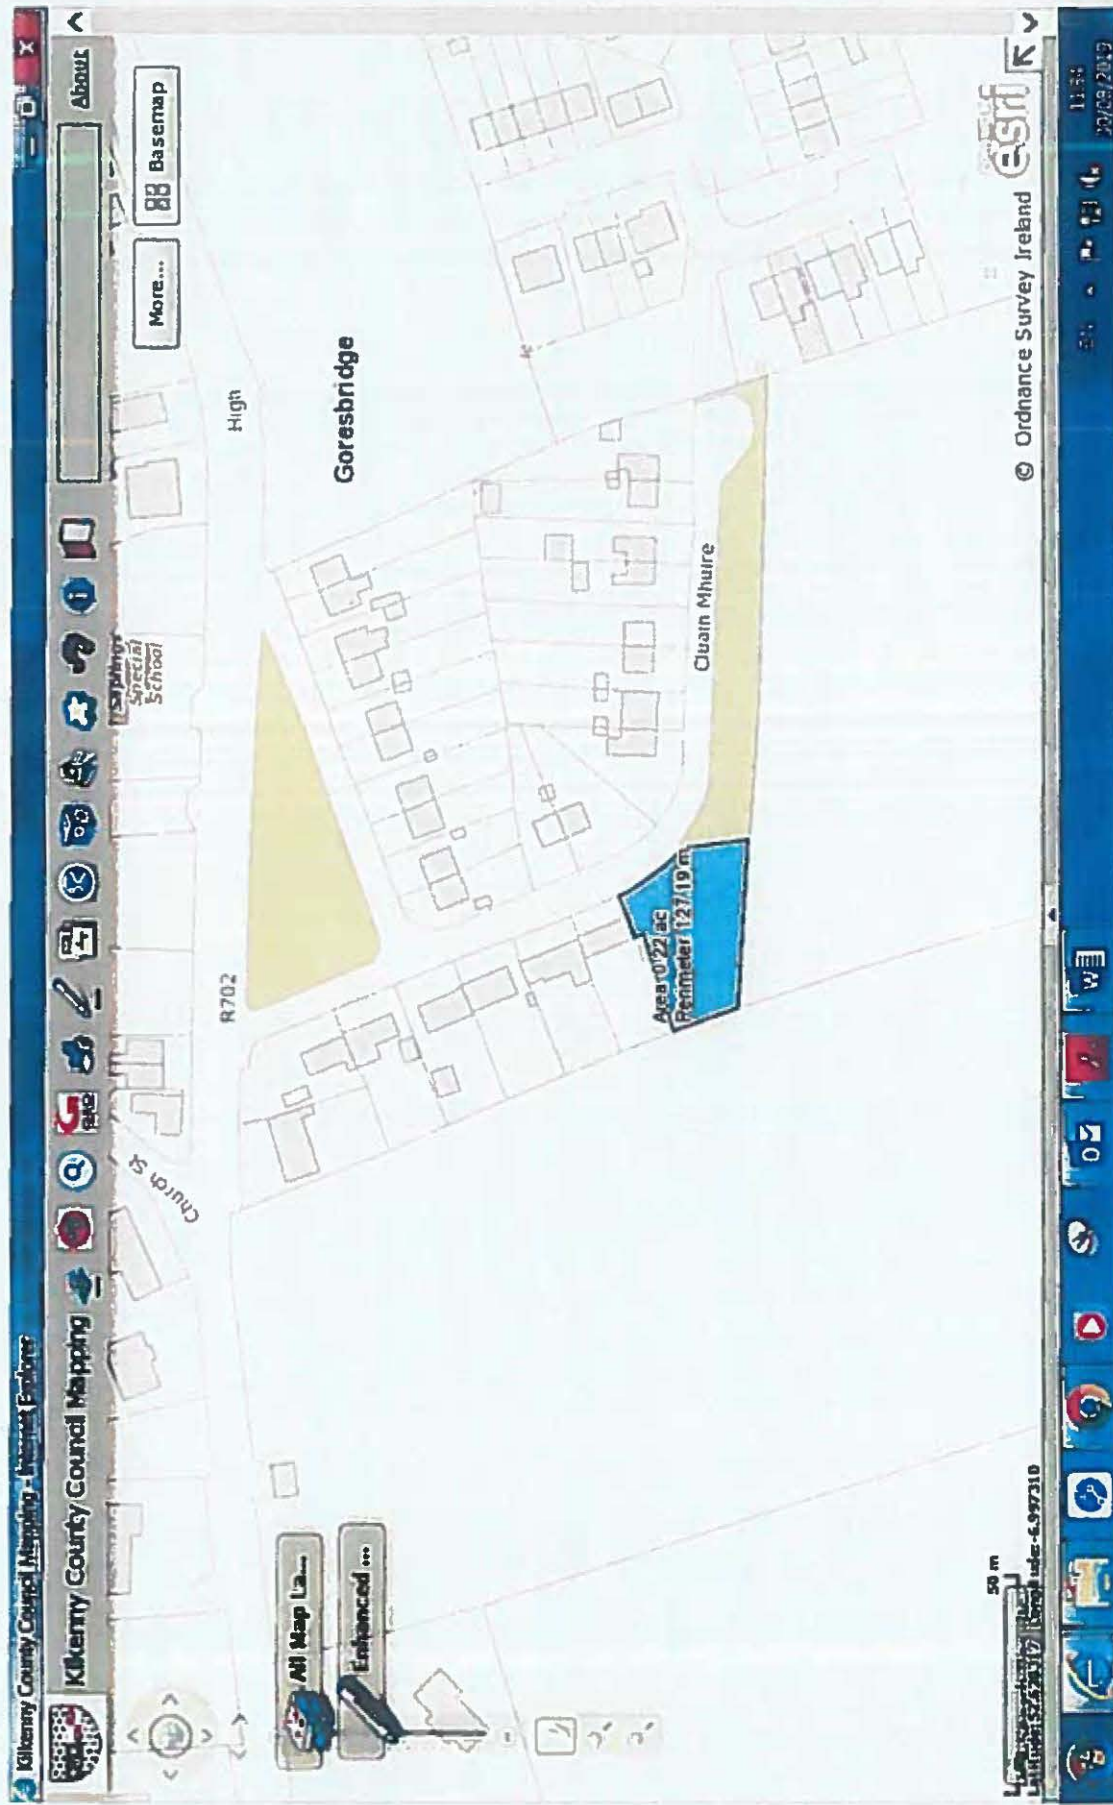 Kilkenny County Council Mapping - Internet Explorer
Kilkenny County Council Mapping
About
More...
Basemap
All Map La...
Enhanced ...
Church St
R702
High
Special
School
Goresbridge
Cluain Mhuire
Area 0.22 ac
Perimeter 127.19 m
50 m
© Ordnance Survey Ireland
esri
11:54